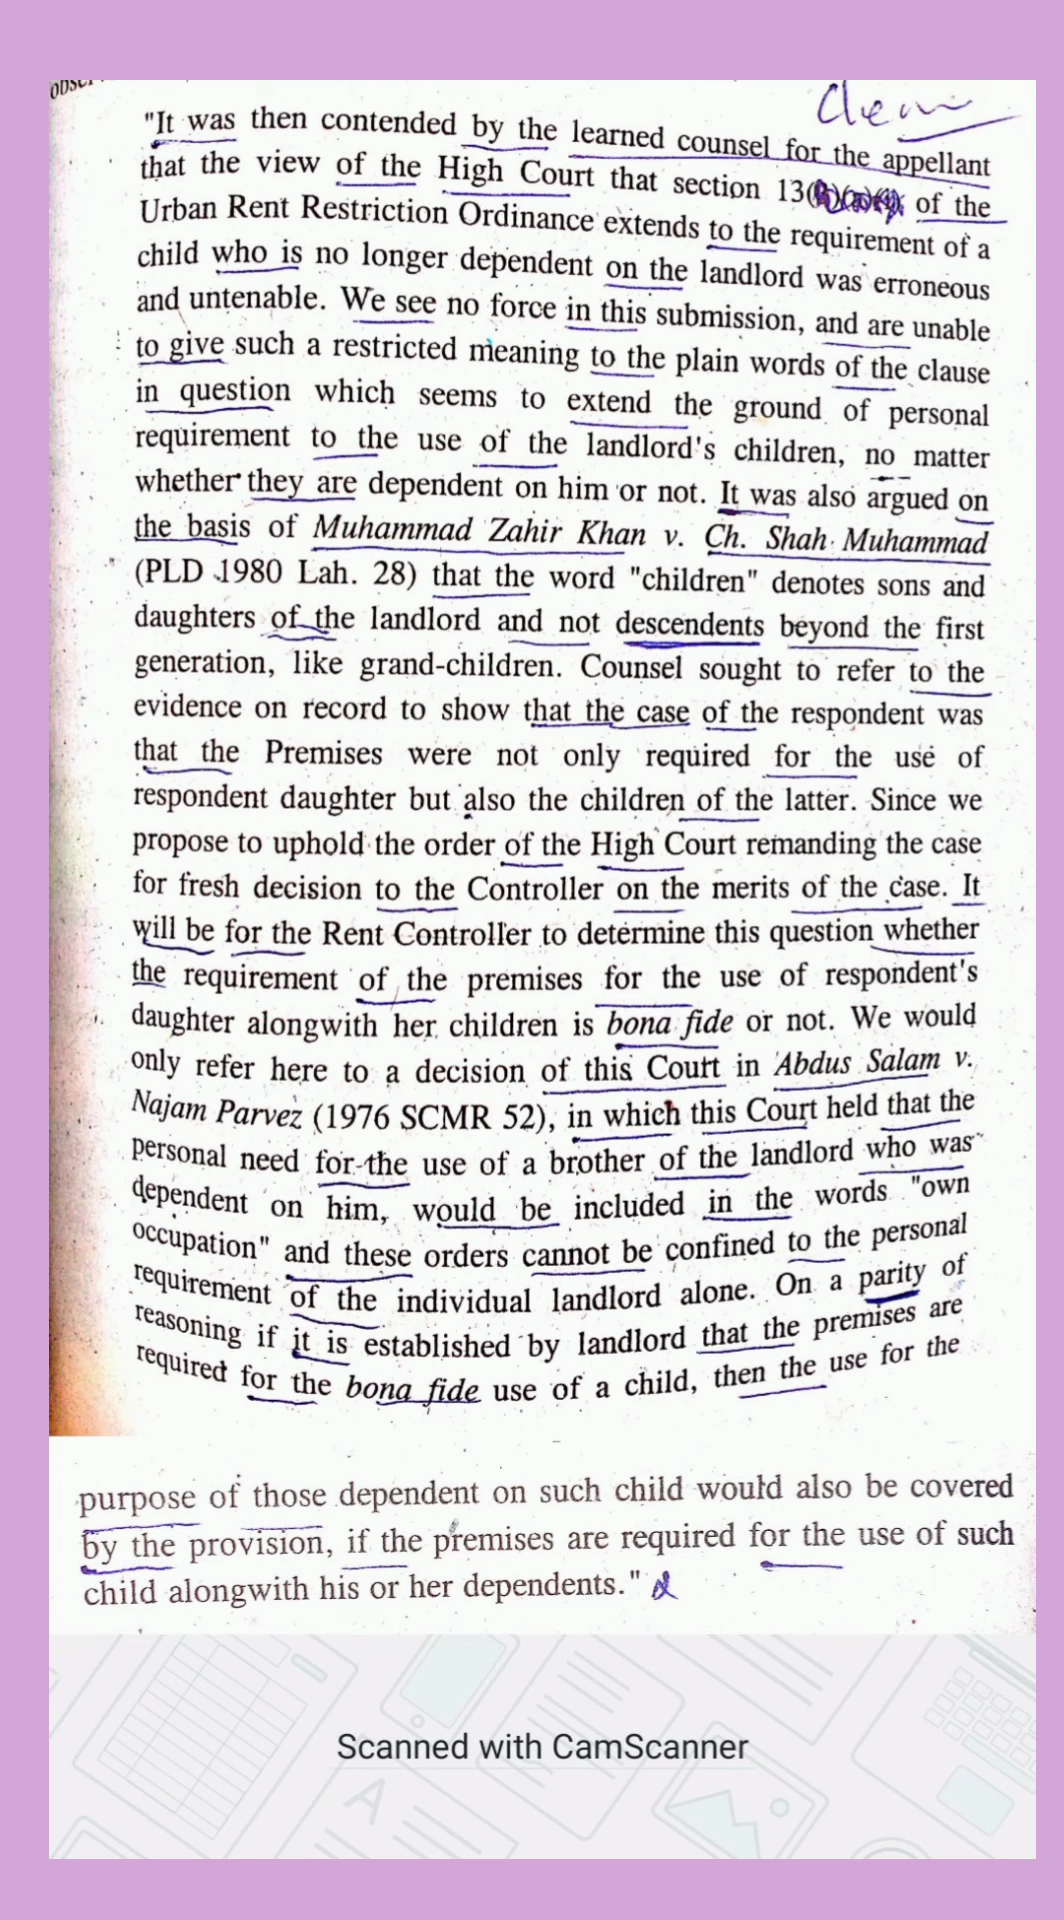 "It was then contended by the learned counsel for the appellant
that the view of the High Court that section 13 of the
Urban Rent Restriction Ordinance extends to the requirement of a
child who is no longer dependent on the landlord was erroneous
and untenable. We see no force in this submission, and are unable
to give such a restricted meaning to the plain words of the clause
in question which seems to extend the ground of personal
requirement to the use of the landlord's children, no matter
whether they are dependent on him or not. It was also argued on
the basis of Muhammad Zahir Khan v. Ch. Shah Muhammad
(PLD 1980 Lah. 28) that the word "children" denotes sons and
daughters of the landlord and not descendents beyond the first
generation, like grand-children. Counsel sought to refer to the
evidence on record to show that the case of the respondent was
that the Premises were not only required for the use of
respondent daughter but also the children of the latter. Since we
propose to uphold the order of the High Court remanding the case
for fresh decision to the Controller on the merits of the case. It
will be for the Rent Controller to determine this question whether
the requirement of the premises for the use of respondent's
daughter alongwith her children is bona fide or not. We would
only refer here to a decision of this Court in Abdus Salam v.
Najam Parvez (1976 SCMR 52), in which this Court held that the
personal need for the use of a brother of the landlord who was
dependent on him, would be included in the words "own
occupation" and these orders cannot be confined to the personal
requirement of the individual landlord alone. On a parity of
reasoning if it is established by landlord that the premises are
required for the bona fide use of a child, then the use for the
purpose of those dependent on such child would also be covered
by the provision, if the premises are required for the use of such
child alongwith his or her dependents."
Scanned with CamScanner